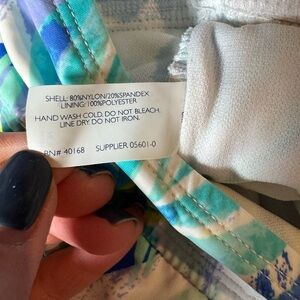 SHELL: 80%NYLON/20%SPANDEX
LINING: 100%POLYESTER
HAND WASH COLD. DO NOT BLEACH.
LINE DRY DO NOT IRON.
RN# 40168 SUPPLIER 05601-0